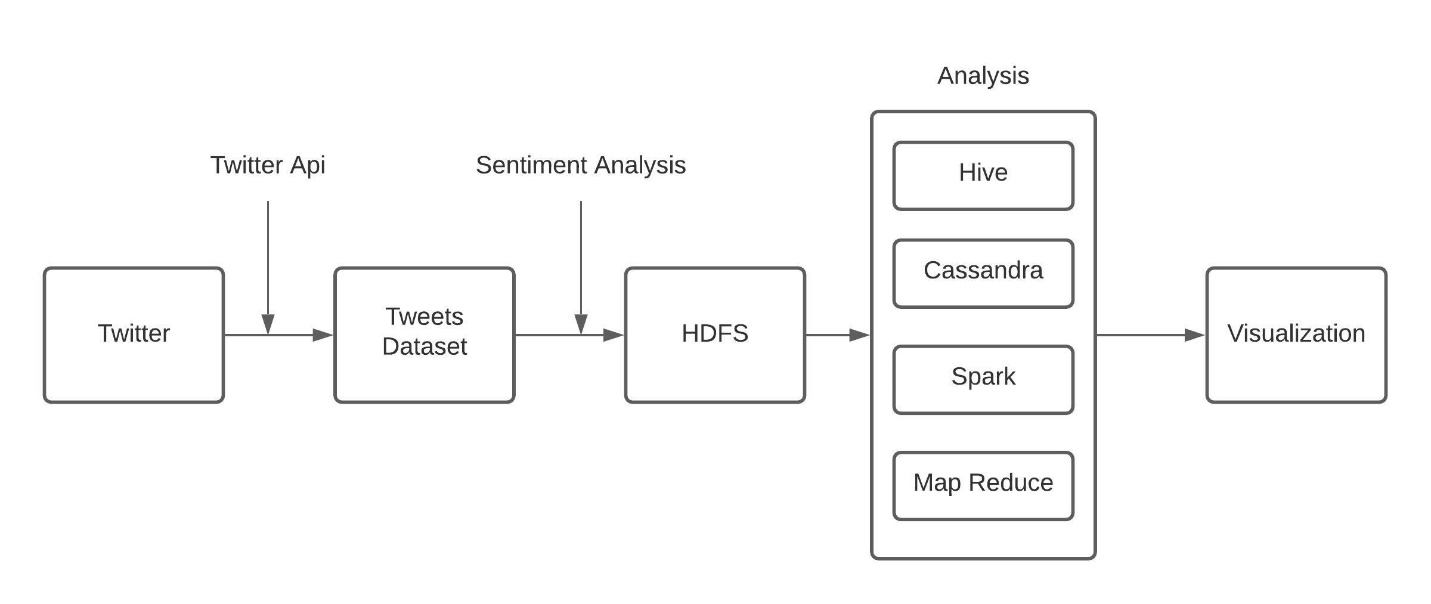 Analysis
Twitter Api
Sentiment Analysis
Hive
Cassandra
Twitter
Tweets
Dataset
HDFS
Visualization
Spark
Map Reduce